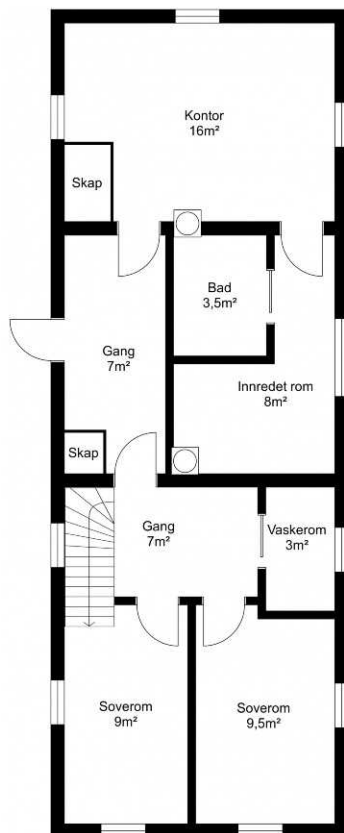 Kontor
16m²
Skap
Bad
3,5m²
Gang
7m²
Innredet rom
8m²
Skap
Gang
7m²
Vaskerom
3m²
Soverom
9m²
Soverom
9,5m²